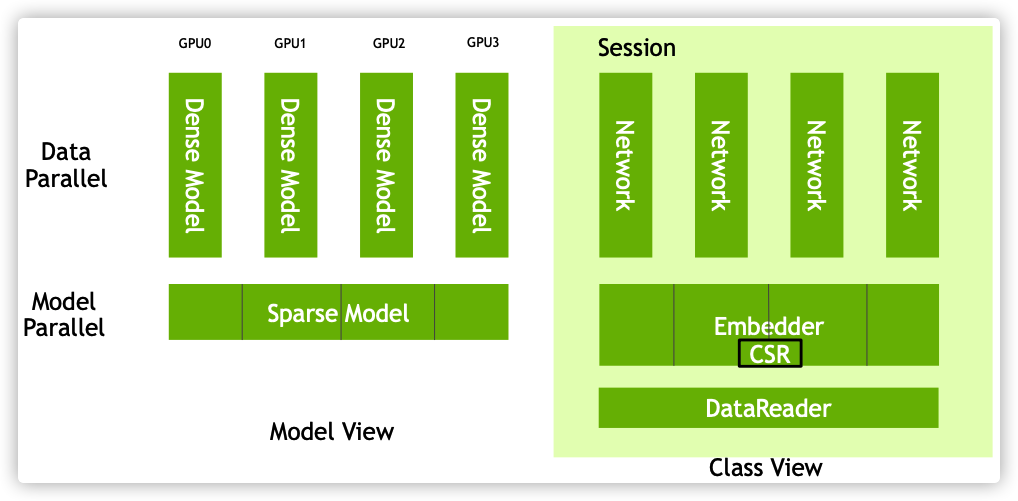 GPU0
GPU1
GPU2
GPU3
Session
Data
Parallel
Dense Model
Dense Model
Dense Model
Dense Model
Network
Network
Network
Network
Model
Parallel
Sparse Model
Embedder
CSR
DataReader
Model View
Class View